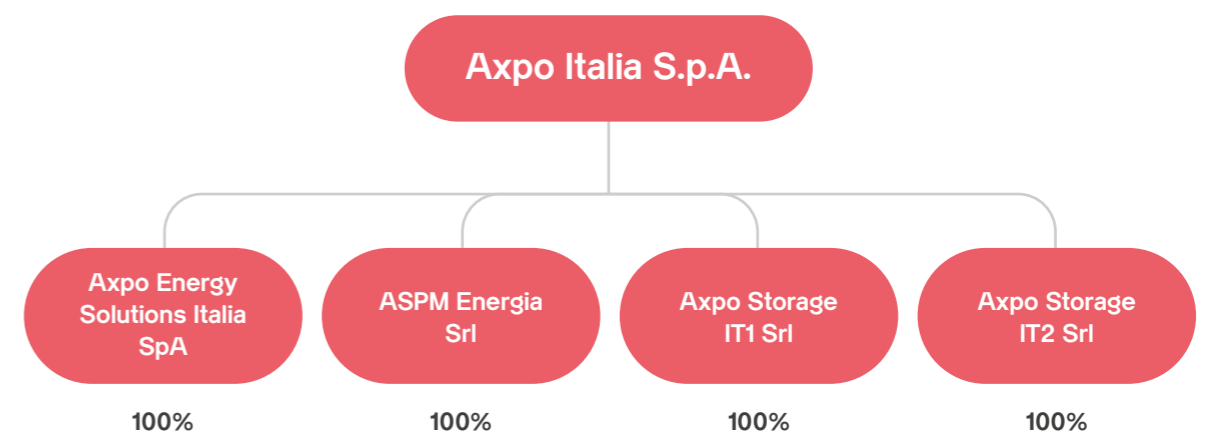 Axpo Italia S.p.A.
Axpo Energy
Solutions Italia
SpA
ASPM Energia
Srl
Axpo Storage
IT1 Srl
Axpo Storage
IT2 Srl
100%
100%
100%
100%